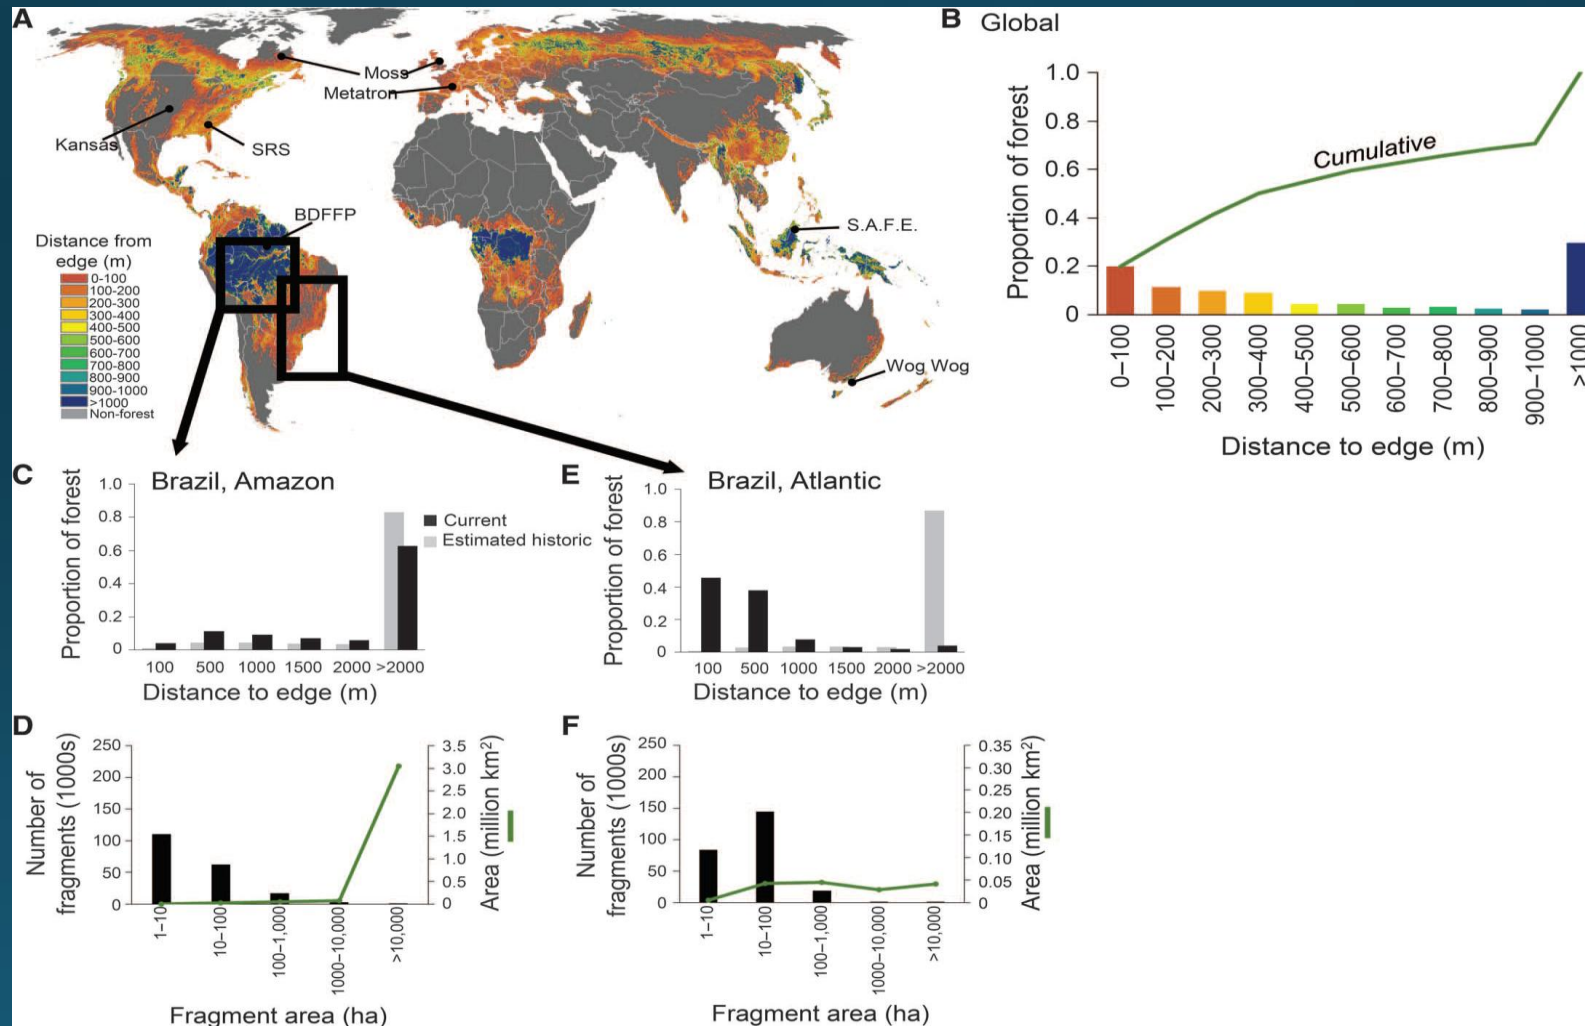 A
Moss
Metatron
Kansas
SRS
BDFFP
S.A.F.E.
Wog Wog
Distance from
edge (m)
0-100
100-200
200-300
300-400
400-500
500-600
600-700
700-800
800-900
900-1000
>1000
Non-forest
B Global
Proportion of forest
1.0
0.8
0.6
0.4
0.2
0
Cumulative
0–100
100–200
200–300
300–400
400–500
500–600
600–700
700–800
800–900
900–1000
>1000
Distance to edge (m)
C Brazil, Amazon
Proportion of forest
1.0
0.8
0.6
0.4
0.2
0
Current
Estimated historic
100 500 1000 1500 2000 >2000
Distance to edge (m)
E Brazil, Atlantic
Proportion of forest
1.0
0.8
0.6
0.4
0.2
0
100 500 1000 1500 2000 >2000
Distance to edge (m)
D
Number of
fragments (1000s)
250
200
150
100
50
0
3.5
3.0
2.0
1.5
1.0
0.5
0
Area (million km²)
1–10
10–100
100–1,000
1000–10,000
>10,000
Fragment area (ha)
F
Number of
fragments (1000s)
250
200
150
100
50
0
0.35
0.30
0.25
0.20
0.15
0.10
0.05
0
Area (million km²)
1–10
10–100
100–1,000
1000–10,000
>10,000
Fragment area (ha)